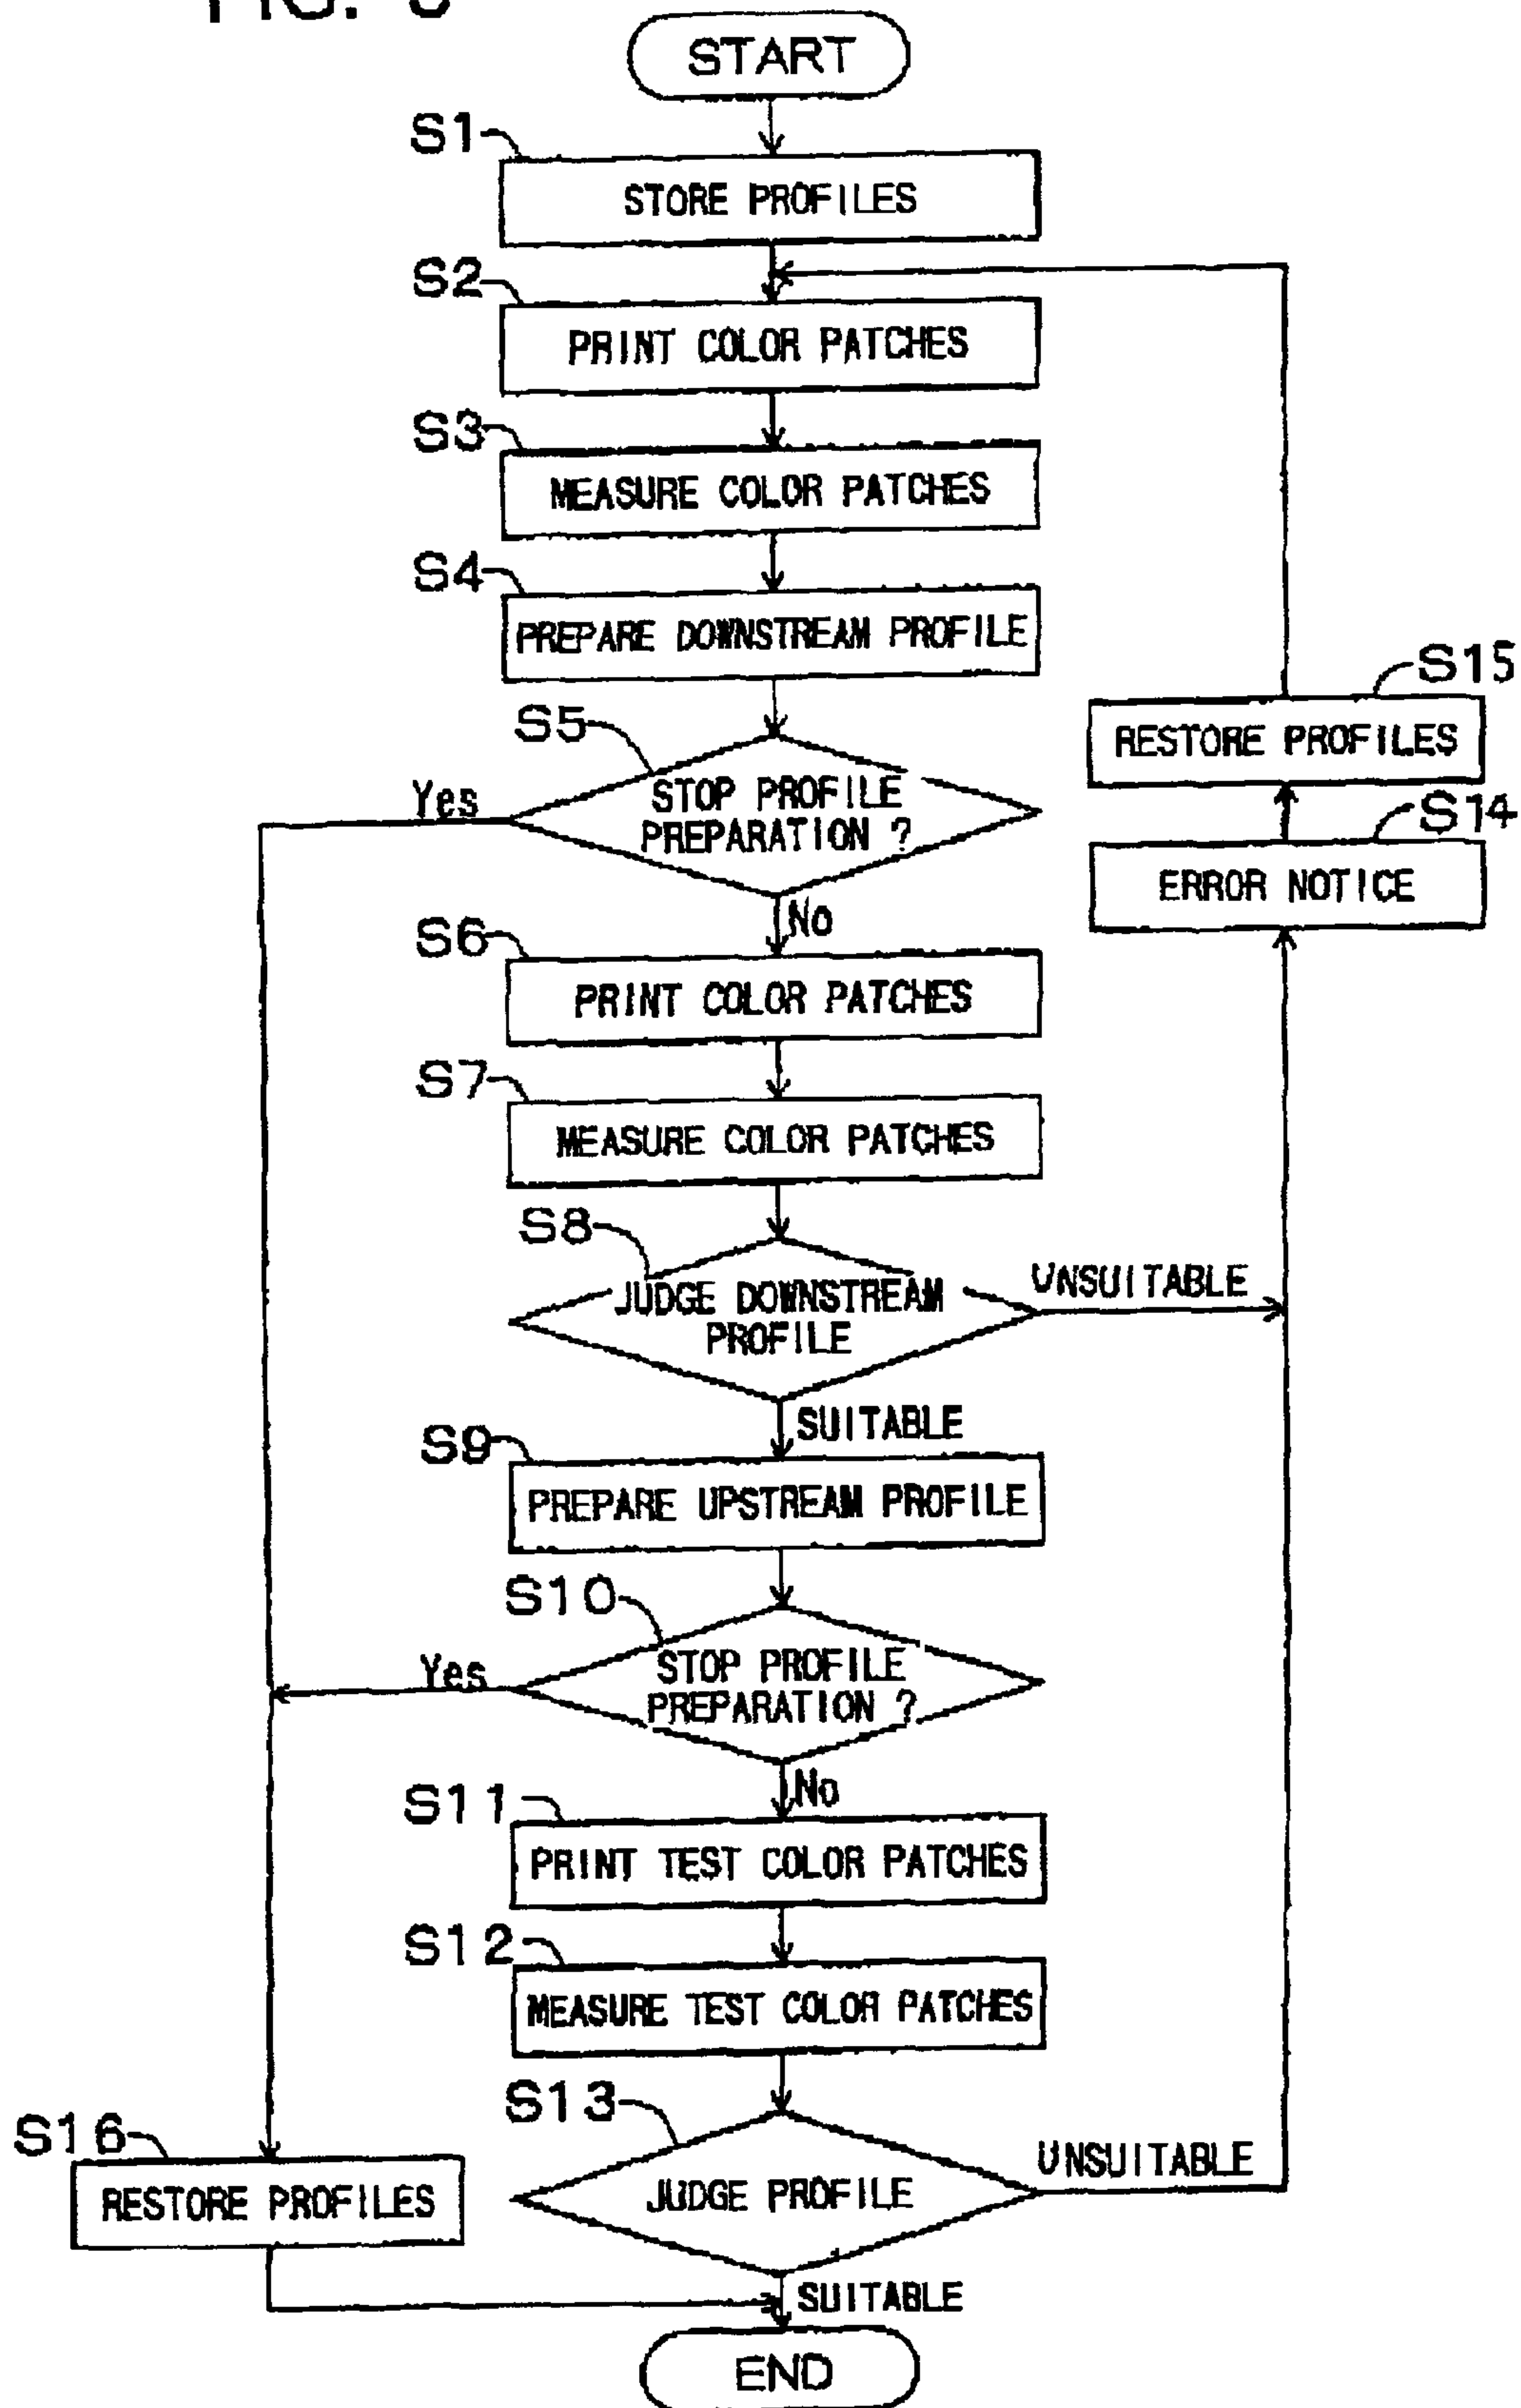 START
S1
STORE PROFILES
S2
PRINT COLOR PATCHES
S3
MEASURE COLOR PATCHES
S4
PREPARE DOWNSTREAM PROFILE
S15
RESTORE PROFILES
S5
Yes
STOP PROFILE
PREPARATION ?
S14
ERROR NOTICE
No
S6
PRINT COLOR PATCHES
S7
MEASURE COLOR PATCHES
S8
JUDGE DOWNSTREAM
PROFILE
UNSUITABLE
SUITABLE
S9
PREPARE UPSTREAM PROFILE
S10
Yes
STOP PROFILE
PREPARATION ?
No
S11
PRINT TEST COLOR PATCHES
S12
MEASURE TEST COLOR PATCHES
S13
S16
RESTORE PROFILES
JUDGE PROFILE
UNSUITABLE
SUITABLE
END